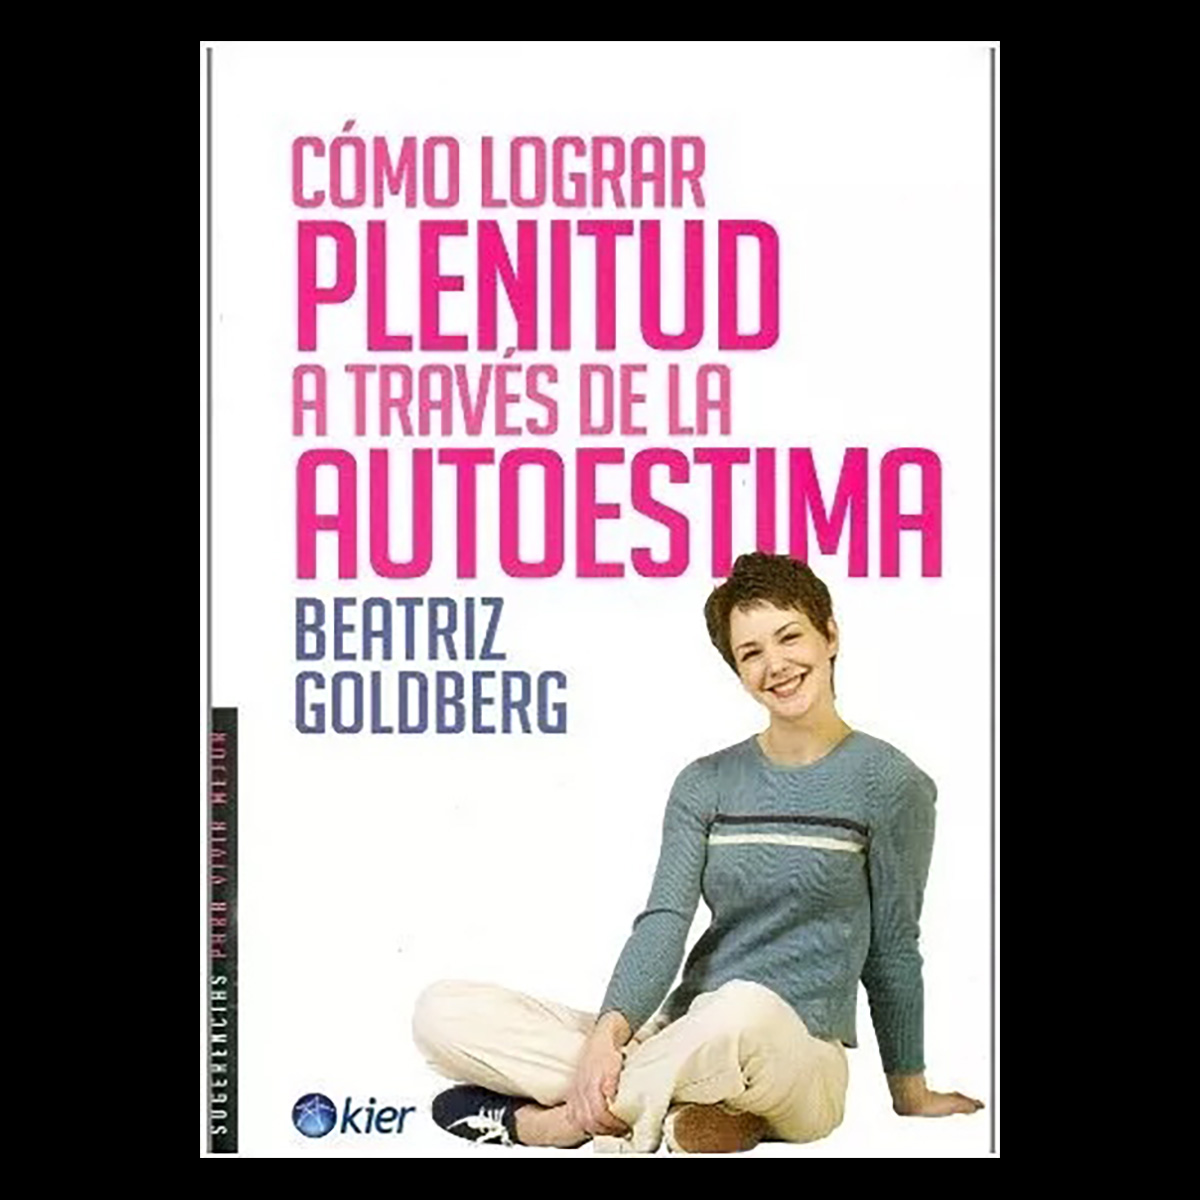 CÓMO LOGRAR
PLENITUD
A TRAVÉS DE LA
AUTOESTIMA
BEATRIZ
GOLDBERG
SUGERENCIAS PARA VIVIR MEJOR
kier